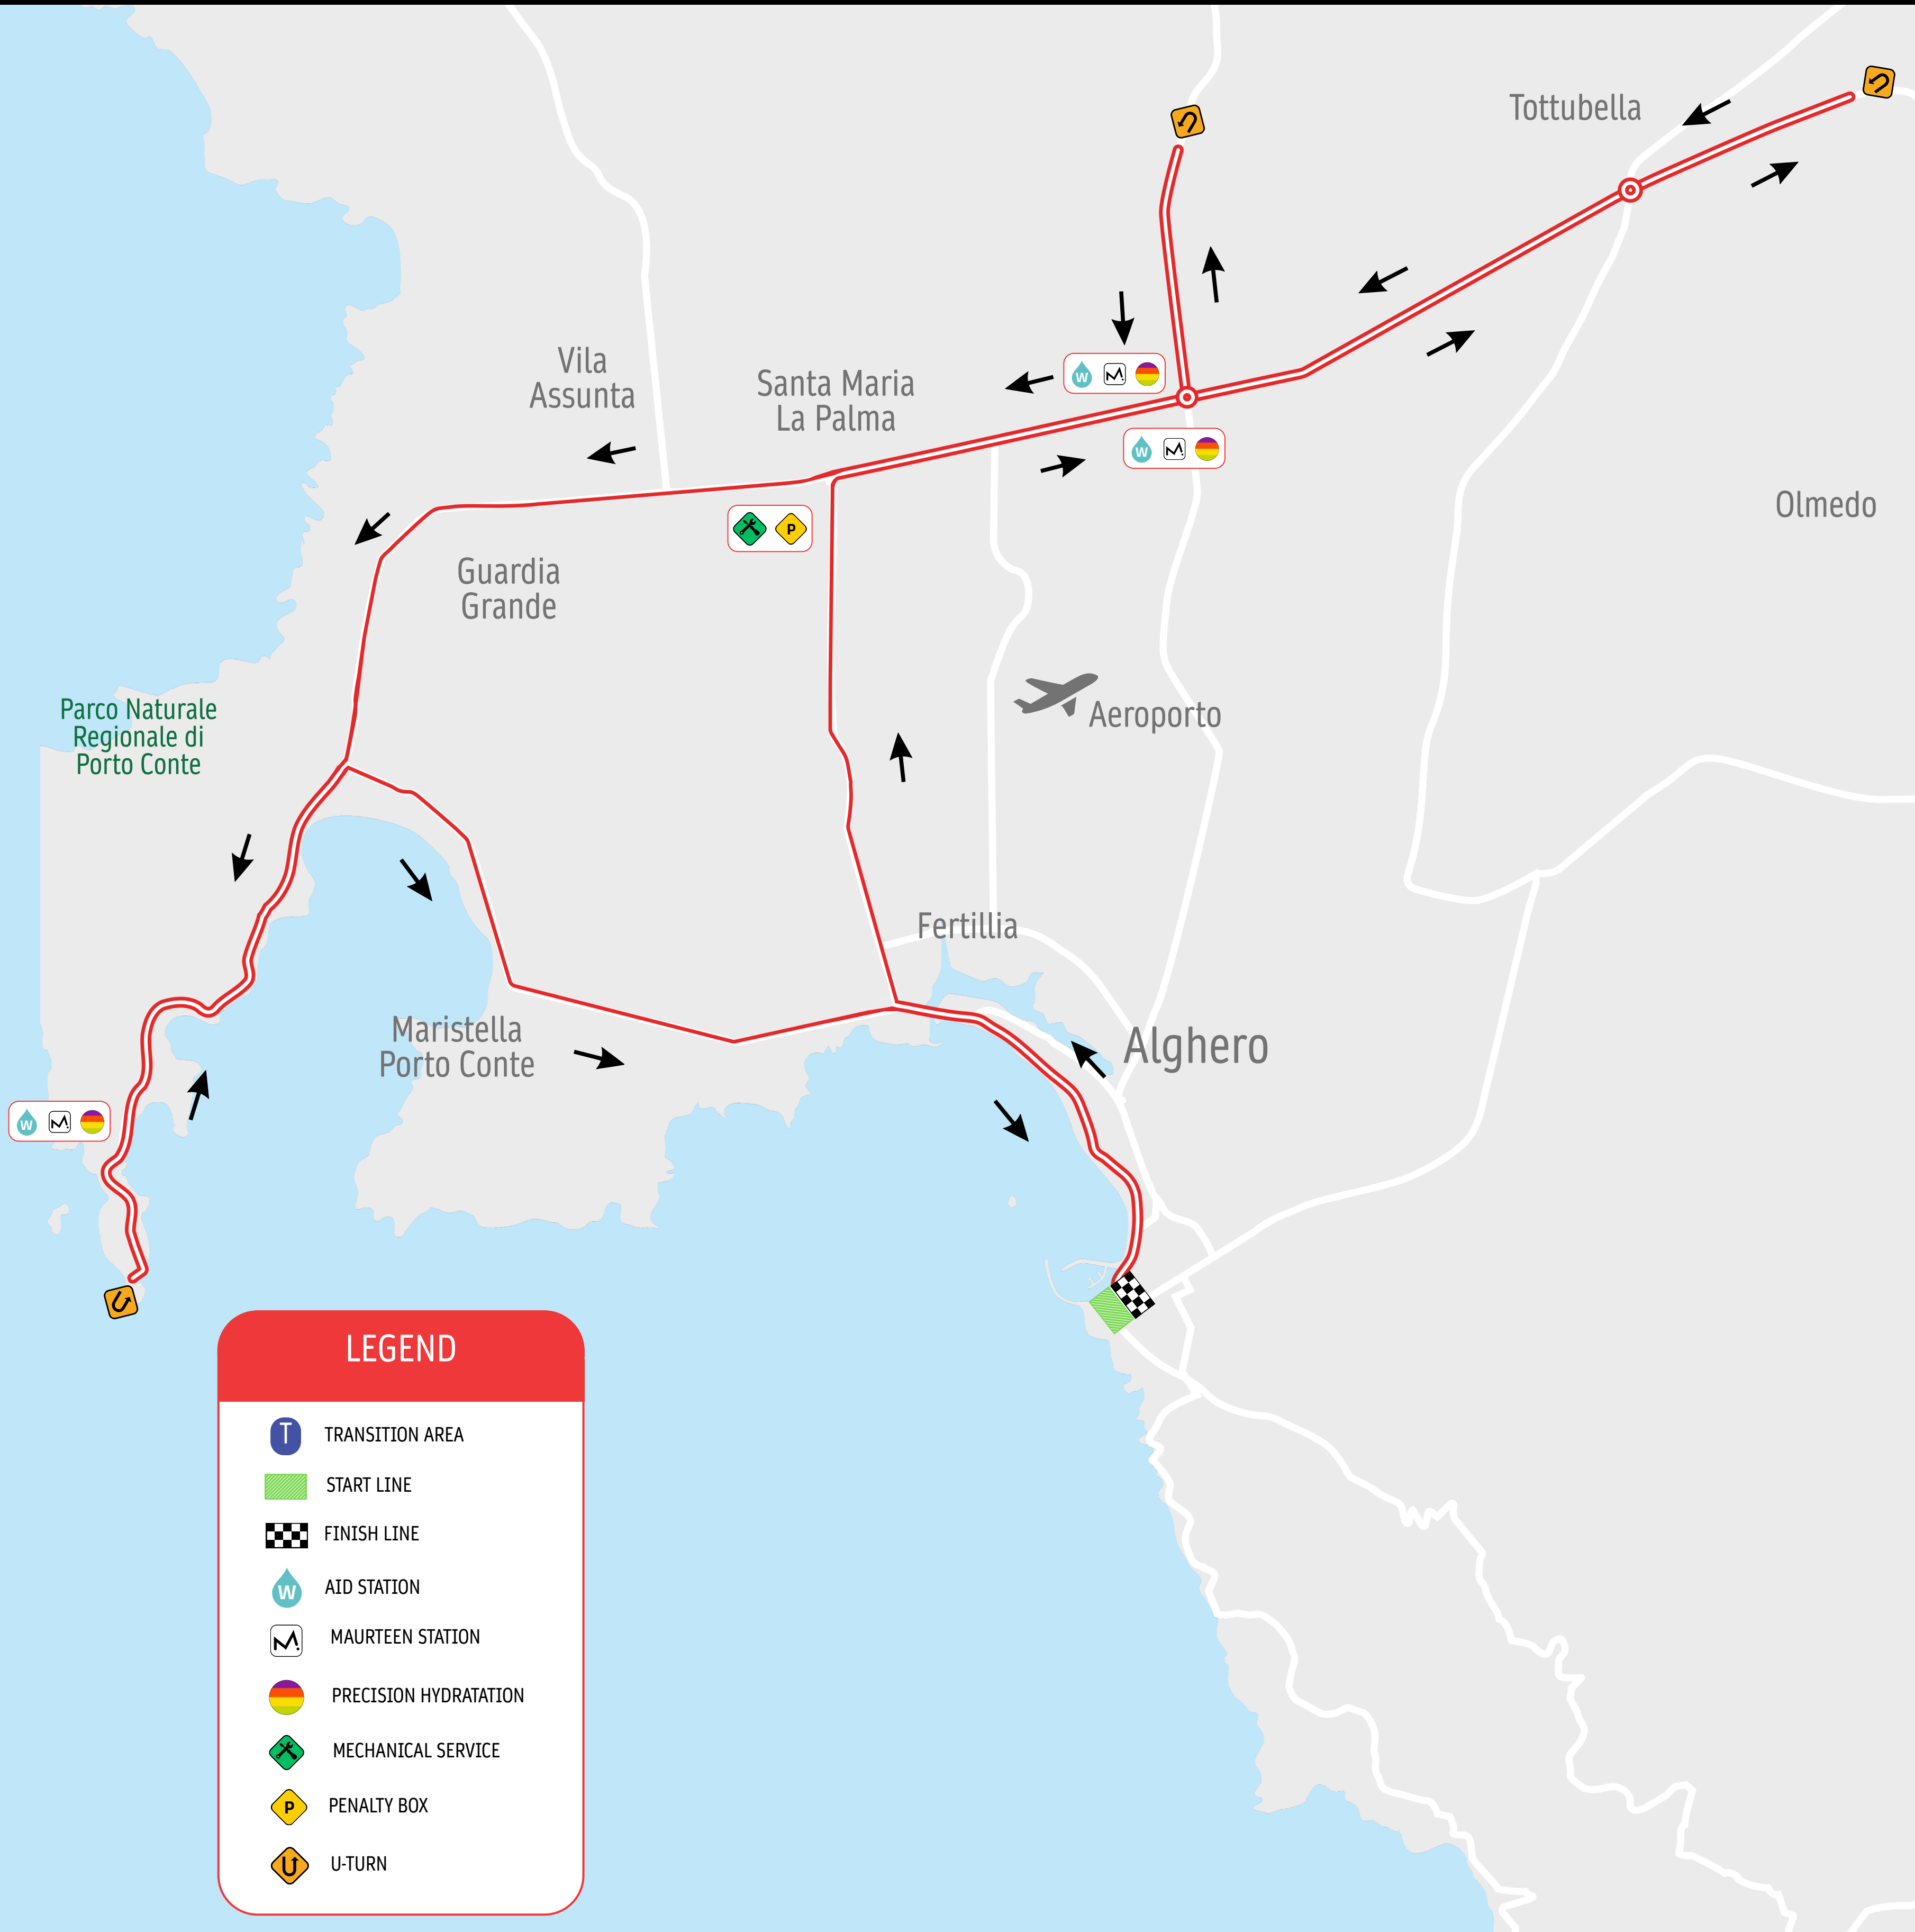 Tottubella
Vila
Assunta
Santa Maria
La Palma
W
W
Olmedo
P
Guardia
Grande
Parco Naturale
Regionale di
Porto Conte
Aeroporto
Fertillia
Maristella
Porto Conte
Alghero
W
LEGEND
T TRANSITION AREA
START LINE
FINISH LINE
W AID STATION
MAURTEEN STATION
PRECISION HYDRATATION
MECHANICAL SERVICE
P PENALTY BOX
U-TURN